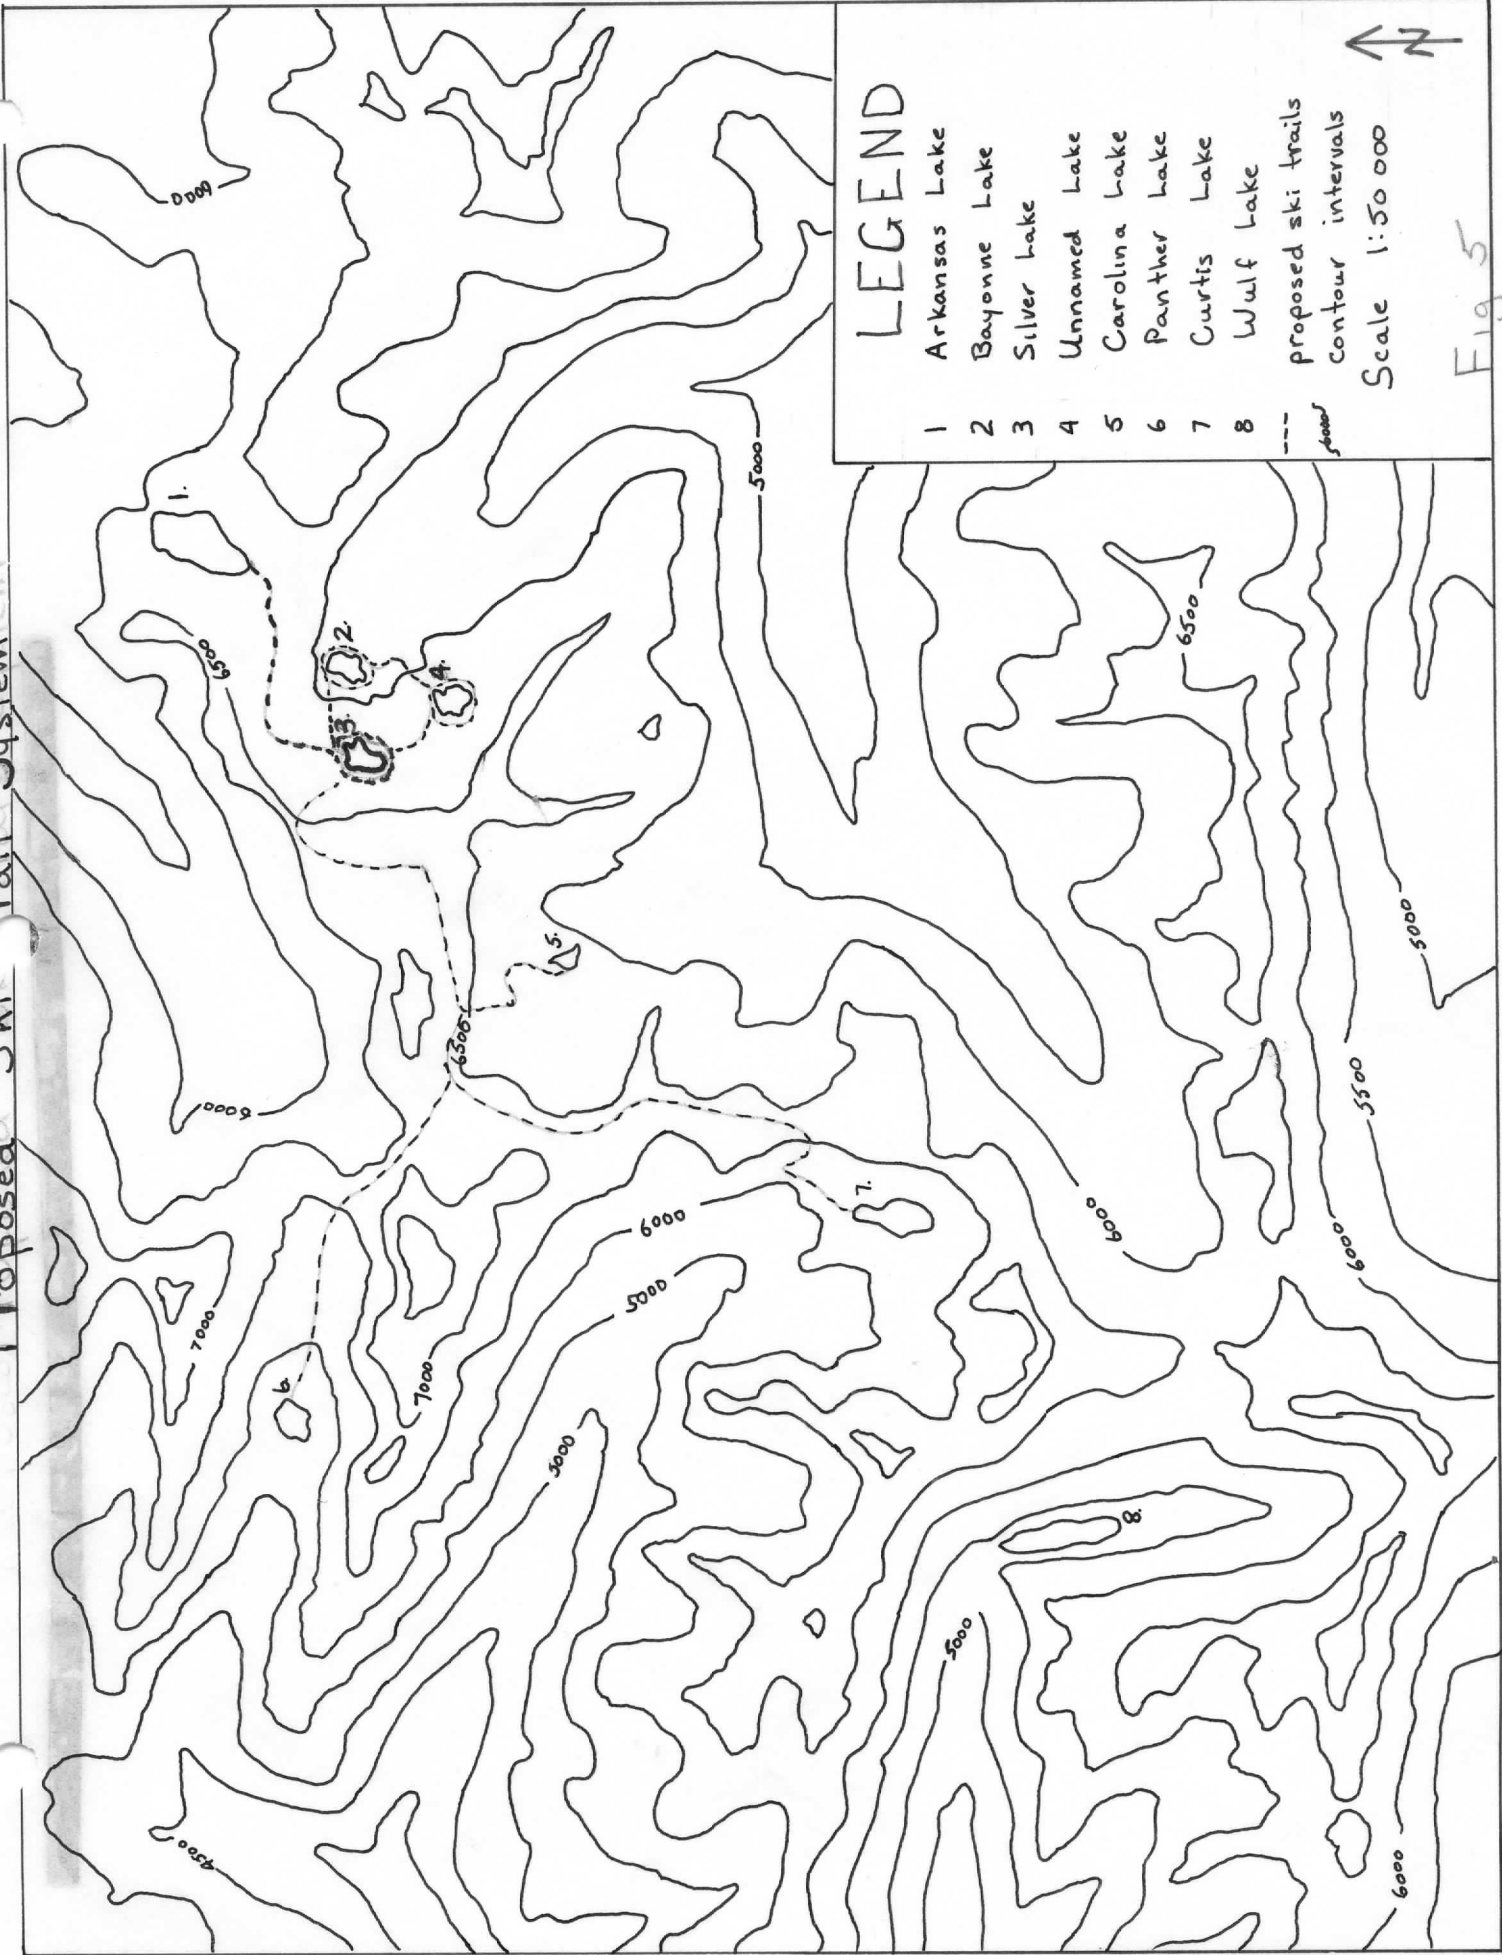 Proposed Ski Trail System
LEGEND
1 Arkansas Lake
2 Bayonne Lake
3 Silver Lake
4 Unnamed Lake
5 Carolina Lake
6 Panther Lake
7 Curtis Lake
8 Wulf Lake
--- proposed ski trails
5000 contour intervals
Scale 1:50 000
N
Fig 5
6000
1.
6500
2.
3.
4.
5000
6500
5.
6500
6000
5000
5500
6000
7.
6000
6000
7000
5000
6.
7000
5000
8.
5000
4500
6000